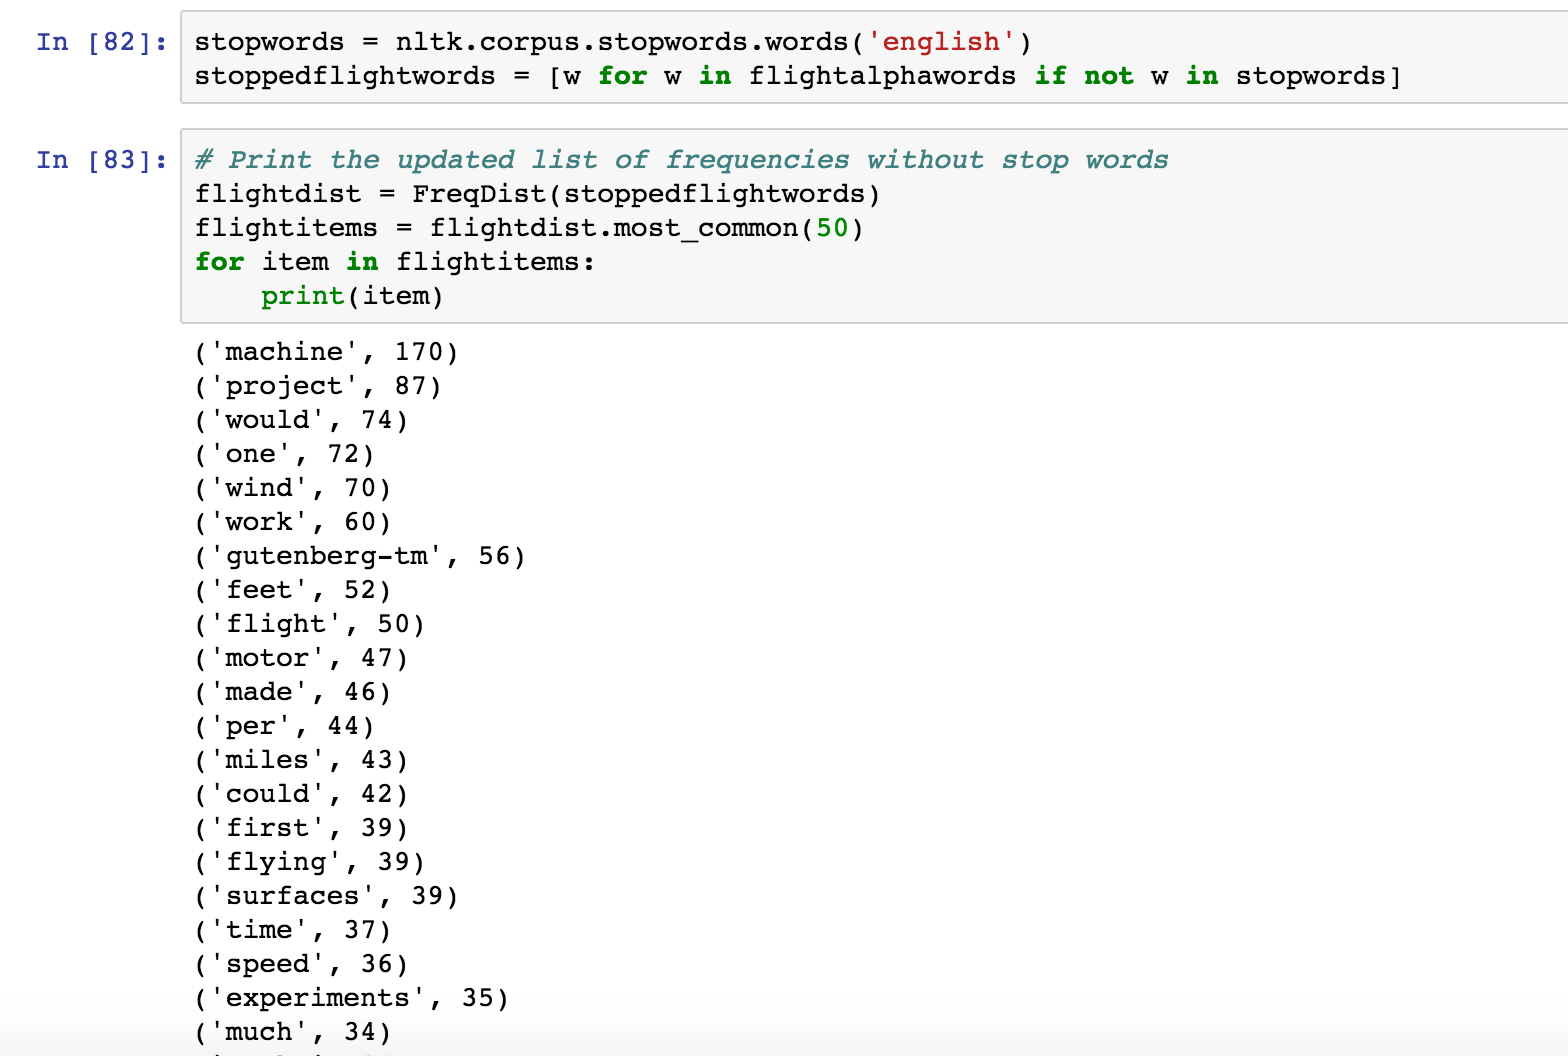 In [82]: stopwords = nltk.corpus.stopwords.words('english')
stoppedflightwords = [w for w in flightalphawords if not w in stopwords]
In [83]: # Print the updated list of frequencies without stop words
flightdist = FreqDist(stoppedflightwords)
flightitems = flightdist.most_common(50)
for item in flightitems:
    print(item)
('machine', 170)
('project', 87)
('would', 74)
('one', 72)
('wind', 70)
('work', 60)
('gutenberg-tm', 56)
('feet', 52)
('flight', 50)
('motor', 47)
('made', 46)
('per', 44)
('miles', 43)
('could', 42)
('first', 39)
('flying', 39)
('surfaces', 39)
('time', 37)
('speed', 36)
('experiments', 35)
('much', 34)